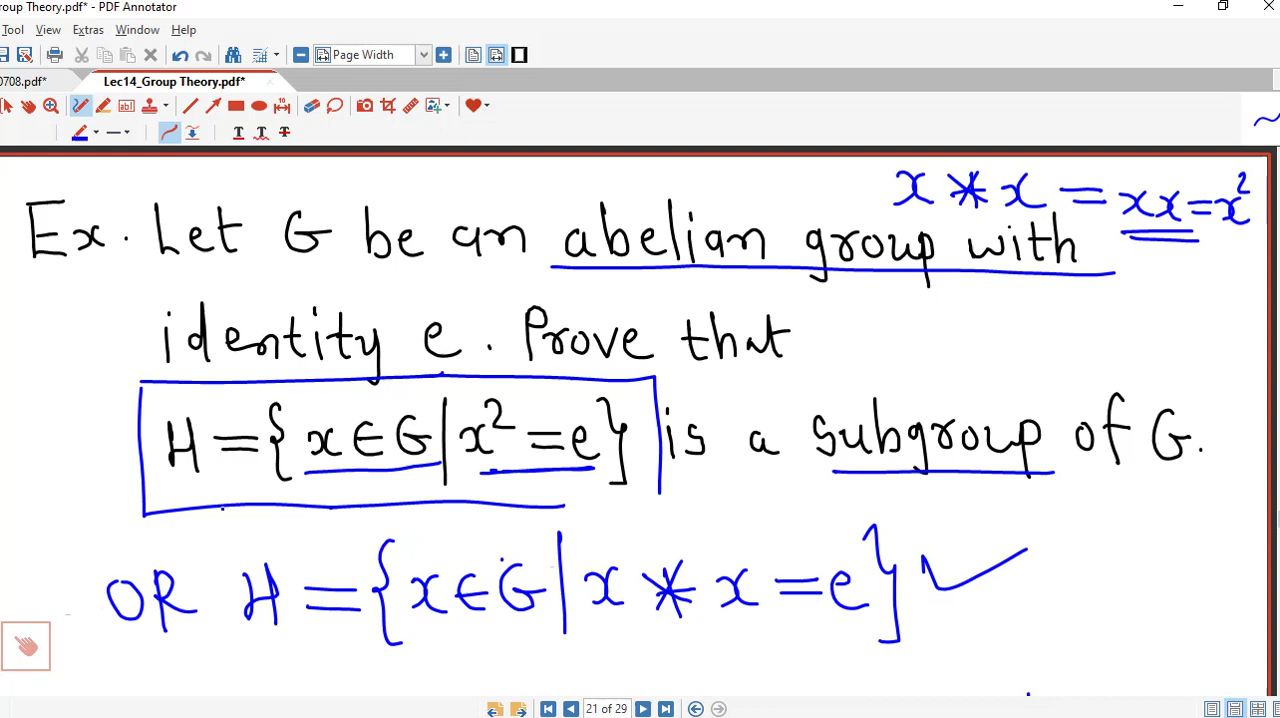 Group Theory.pdf* - PDF Annotator
Tool View Extras Window Help
Page Width
0708.pdf* Lec14_Group Theory.pdf*
x * x = xx = x²
Ex. Let G be an abelian group with
identity e. Prove that
H = { x ∈ G | x² = e } is a subgroup of G.
OR H = { x ∈ G | x * x = e } ✓
21 of 29